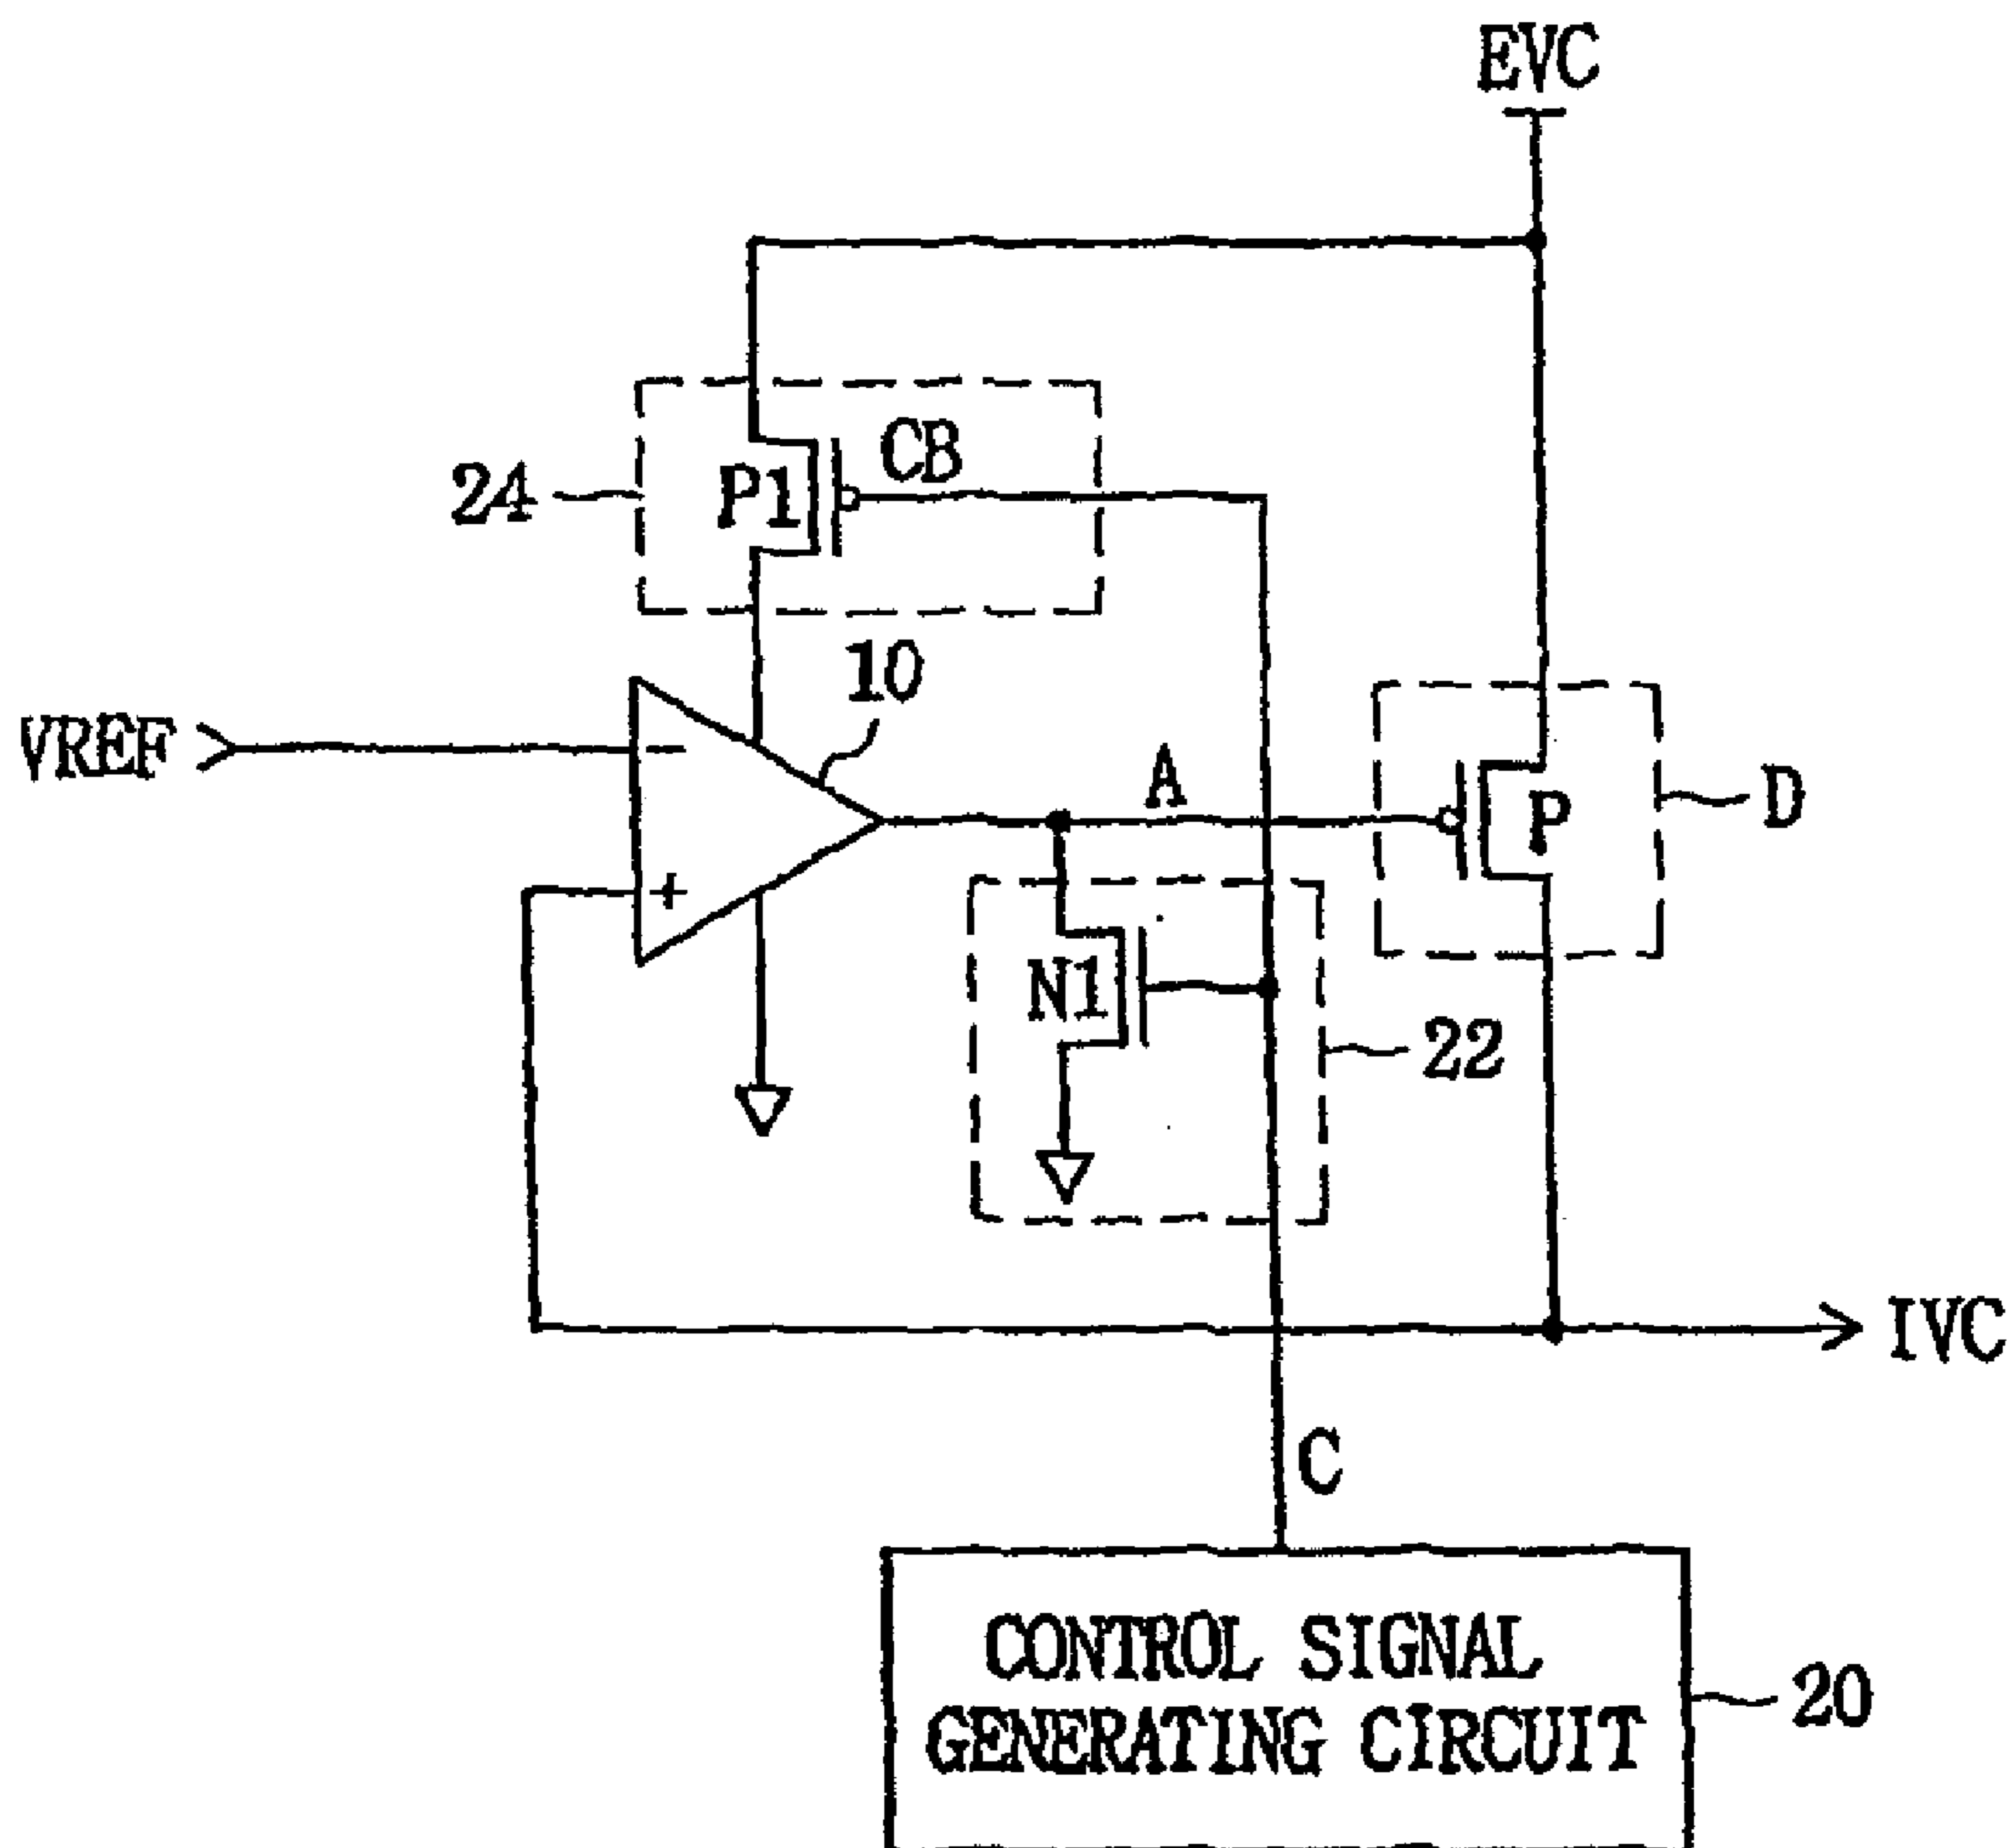 EVC
CB
24
P1
10
VREF
-
A
D
P
+
N1
22
IVC
C
CONTROL SIGNAL
GENERATING CIRCUIT
20